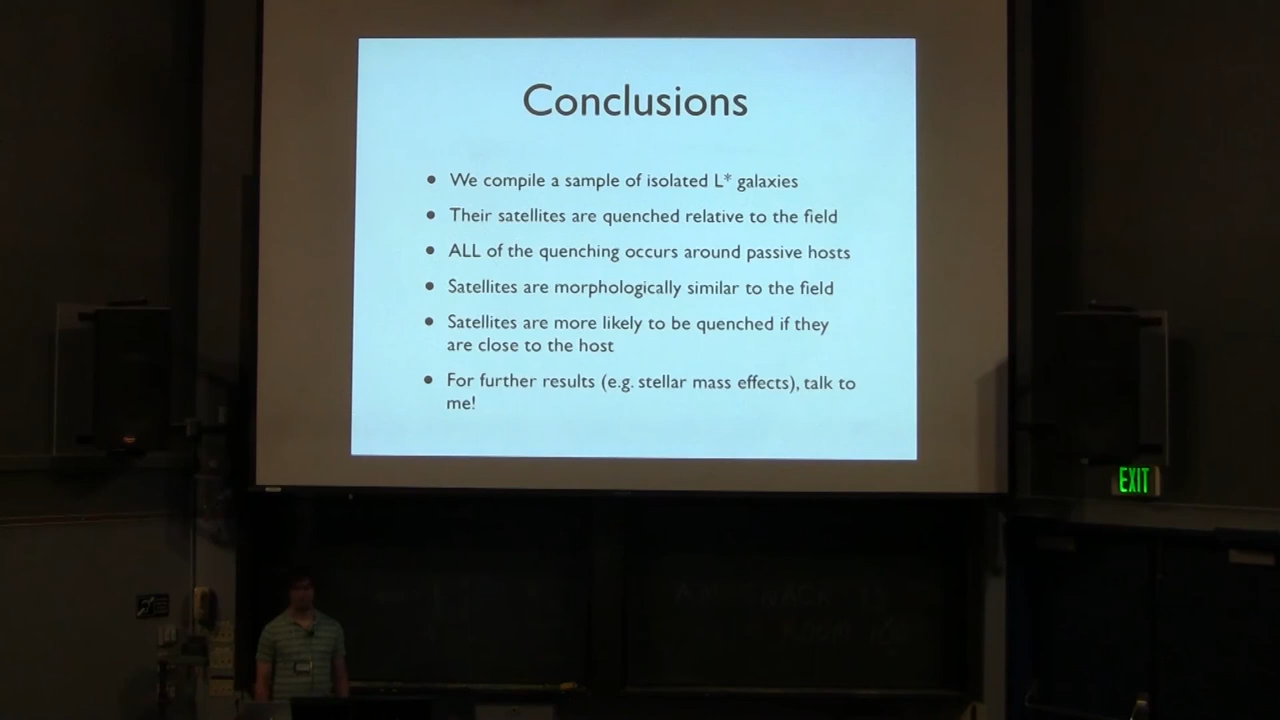 Conclusions
• We compile a sample of isolated L* galaxies
• Their satellites are quenched relative to the field
• ALL of the quenching occurs around passive hosts
• Satellites are morphologically similar to the field
• Satellites are more likely to be quenched if they
are close to the host
• For further results (e.g. stellar mass effects), talk to
me!
EXIT